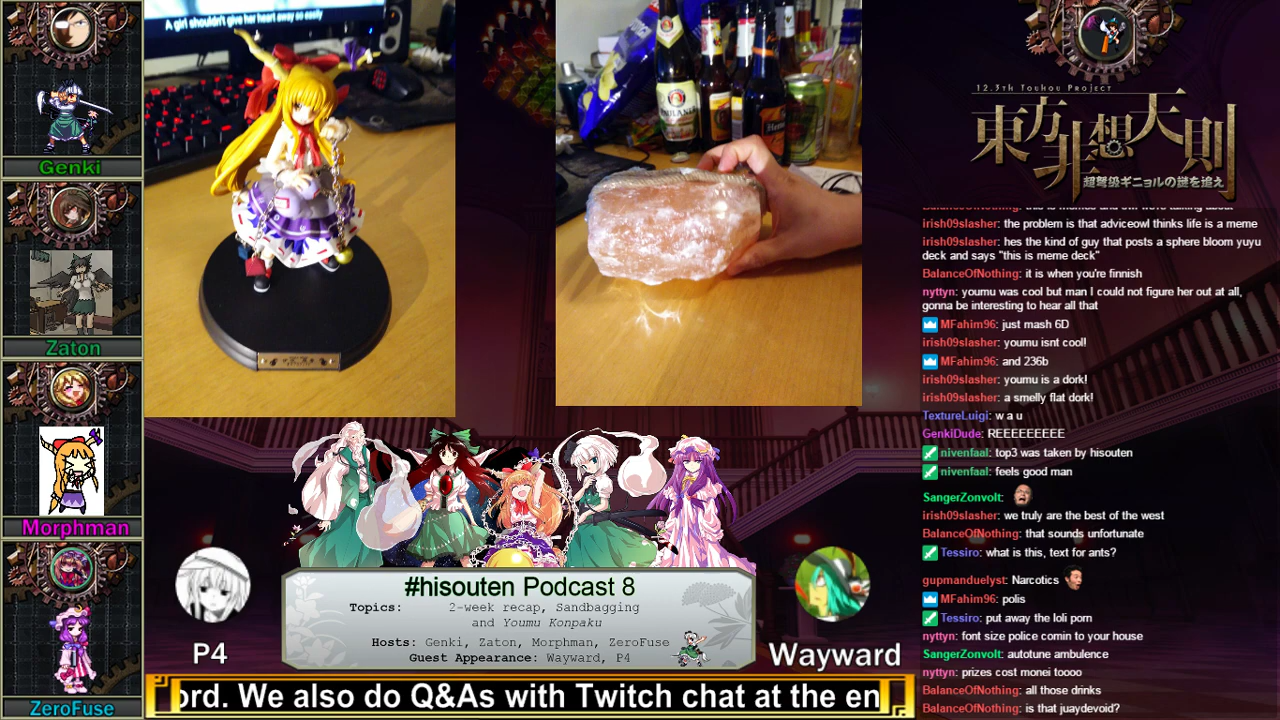 A girl shouldn't give her heart away so easily
Genki
Zaton
Morphman
ZeroFuse
#hisouten Podcast 8
Topics: 2-week recap, Sandbagging
and Youmu Konpaku
Hosts: Genki, Zaton, Morphman, ZeroFuse
Guest Appearance: Wayward, P4
P4
Wayward
ord. We also do Q&As with Twitch chat at the en
12.3th Touhou Project
東方非想天則
超弩級ギニョルの謎を追え
irish09slasher: the problem is that adviceowl thinks life is a meme
irish09slasher: hes the kind of guy that posts a sphere bloom yuyu
deck and says "this is meme deck"
BalanceOfNothing: it is when you're finnish
nyttyn: youmu was cool but man I could not figure her out at all,
gonna be interesting to hear all that
MFahim96: just mash 6D
irish09slasher: youmu isnt cool!
MFahim96: and 236b
irish09slasher: youmu is a dork!
irish09slasher: a smelly flat dork!
TextureLuigi: w a u
GenkiDude: REEEEEEEEE
nivenfaal: top3 was taken by hisouten
nivenfaal: feels good man
SangerZonvolt:
irish09slasher: we truly are the best of the west
BalanceOfNothing: that sounds unfortunate
Tessiro: what is this, text for ants?
gupmanduelyst: Narcotics
MFahim96: polis
Tessiro: put away the loli porn
nyttyn: font size police comin to your house
SangerZonvolt: autotune ambulence
nyttyn: prizes cost monei toooo
BalanceOfNothing: all those drinks
BalanceOfNothing: is that juaydevoid?